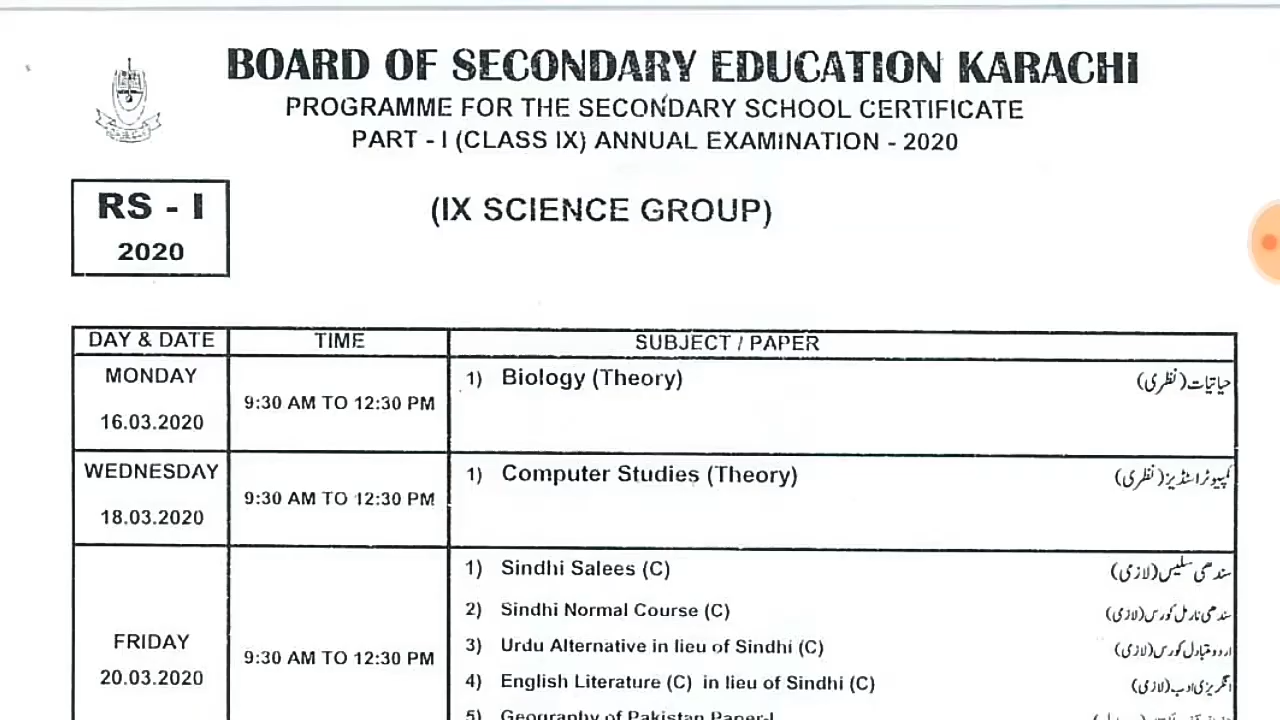 BOARD OF SECONDARY EDUCATION KARACHI
PROGRAMME FOR THE SECONDARY SCHOOL CERTIFICATE
PART - I (CLASS IX) ANNUAL EXAMINATION - 2020
RS - I
2020
(IX SCIENCE GROUP)
DAY & DATE TIME SUBJECT / PAPER
MONDAY
16.03.2020
9:30 AM TO 12:30 PM
1) Biology (Theory) حیاتیات (نظری)
WEDNESDAY
18.03.2020
9:30 AM TO 12:30 PM
1) Computer Studies (Theory) کمپیوٹر اسٹڈیز (نظری)
FRIDAY
20.03.2020
9:30 AM TO 12:30 PM
1) Sindhi Salees (C) سندھی سلیس (لازمی)
2) Sindhi Normal Course (C) سندھی نارمل کورس (لازمی)
3) Urdu Alternative in lieu of Sindhi (C) اردو متبادل کورس (لازمی)
4) English Literature (C) in lieu of Sindhi (C) انگریزی ادب (لازمی)
5) Geography of Pakistan Paper-I